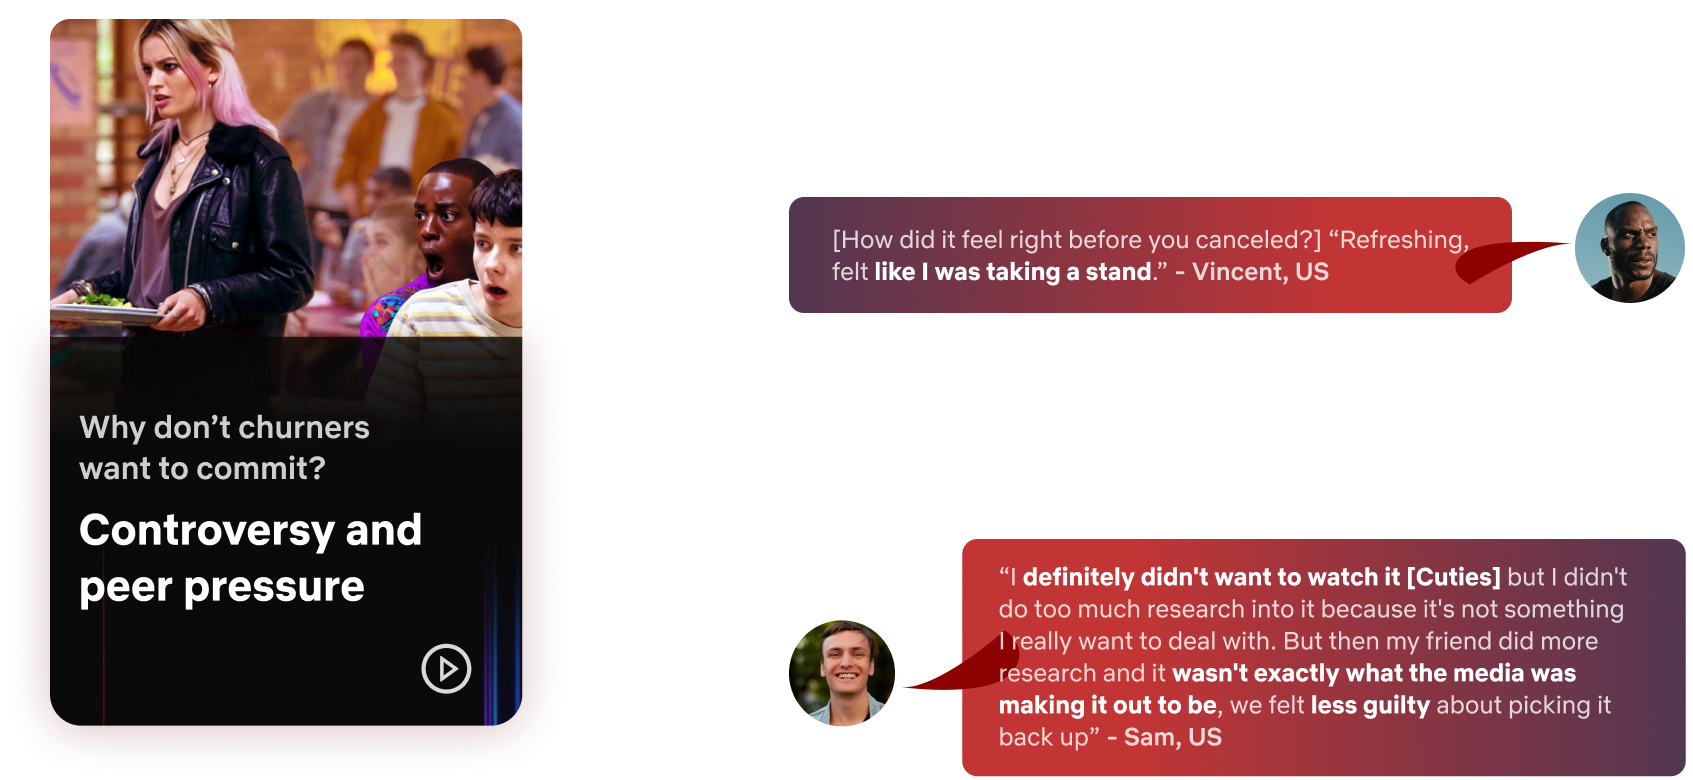 Why don’t churners
want to commit?
Controversy and
peer pressure
[How did it feel right before you canceled?] “Refreshing,
felt like I was taking a stand.” - Vincent, US
“I definitely didn't want to watch it [Cuties] but I didn't
do too much research into it because it's not something
I really want to deal with. But then my friend did more
research and it wasn't exactly what the media was
making it out to be, we felt less guilty about picking it
back up” - Sam, US